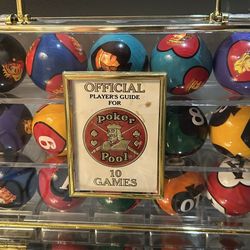 OFFICIAL
PLAYER'S GUIDE
FOR
Poker
Pool
10
GAMES